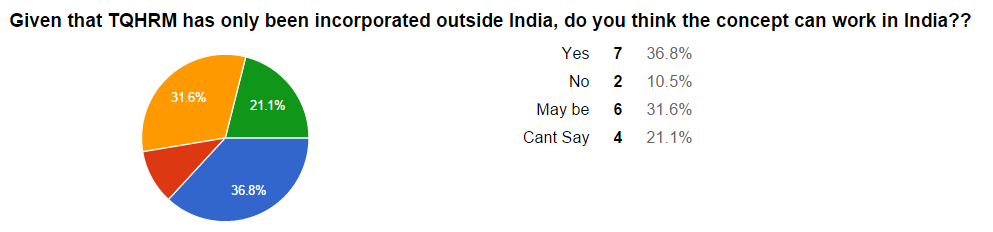 Given that TQHRM has only been incorporated outside India, do you think the concept can work in India??
Yes 7 36.8%
No 2 10.5%
May be 6 31.6%
Cant Say 4 21.1%
31.6%
21.1%
36.8%